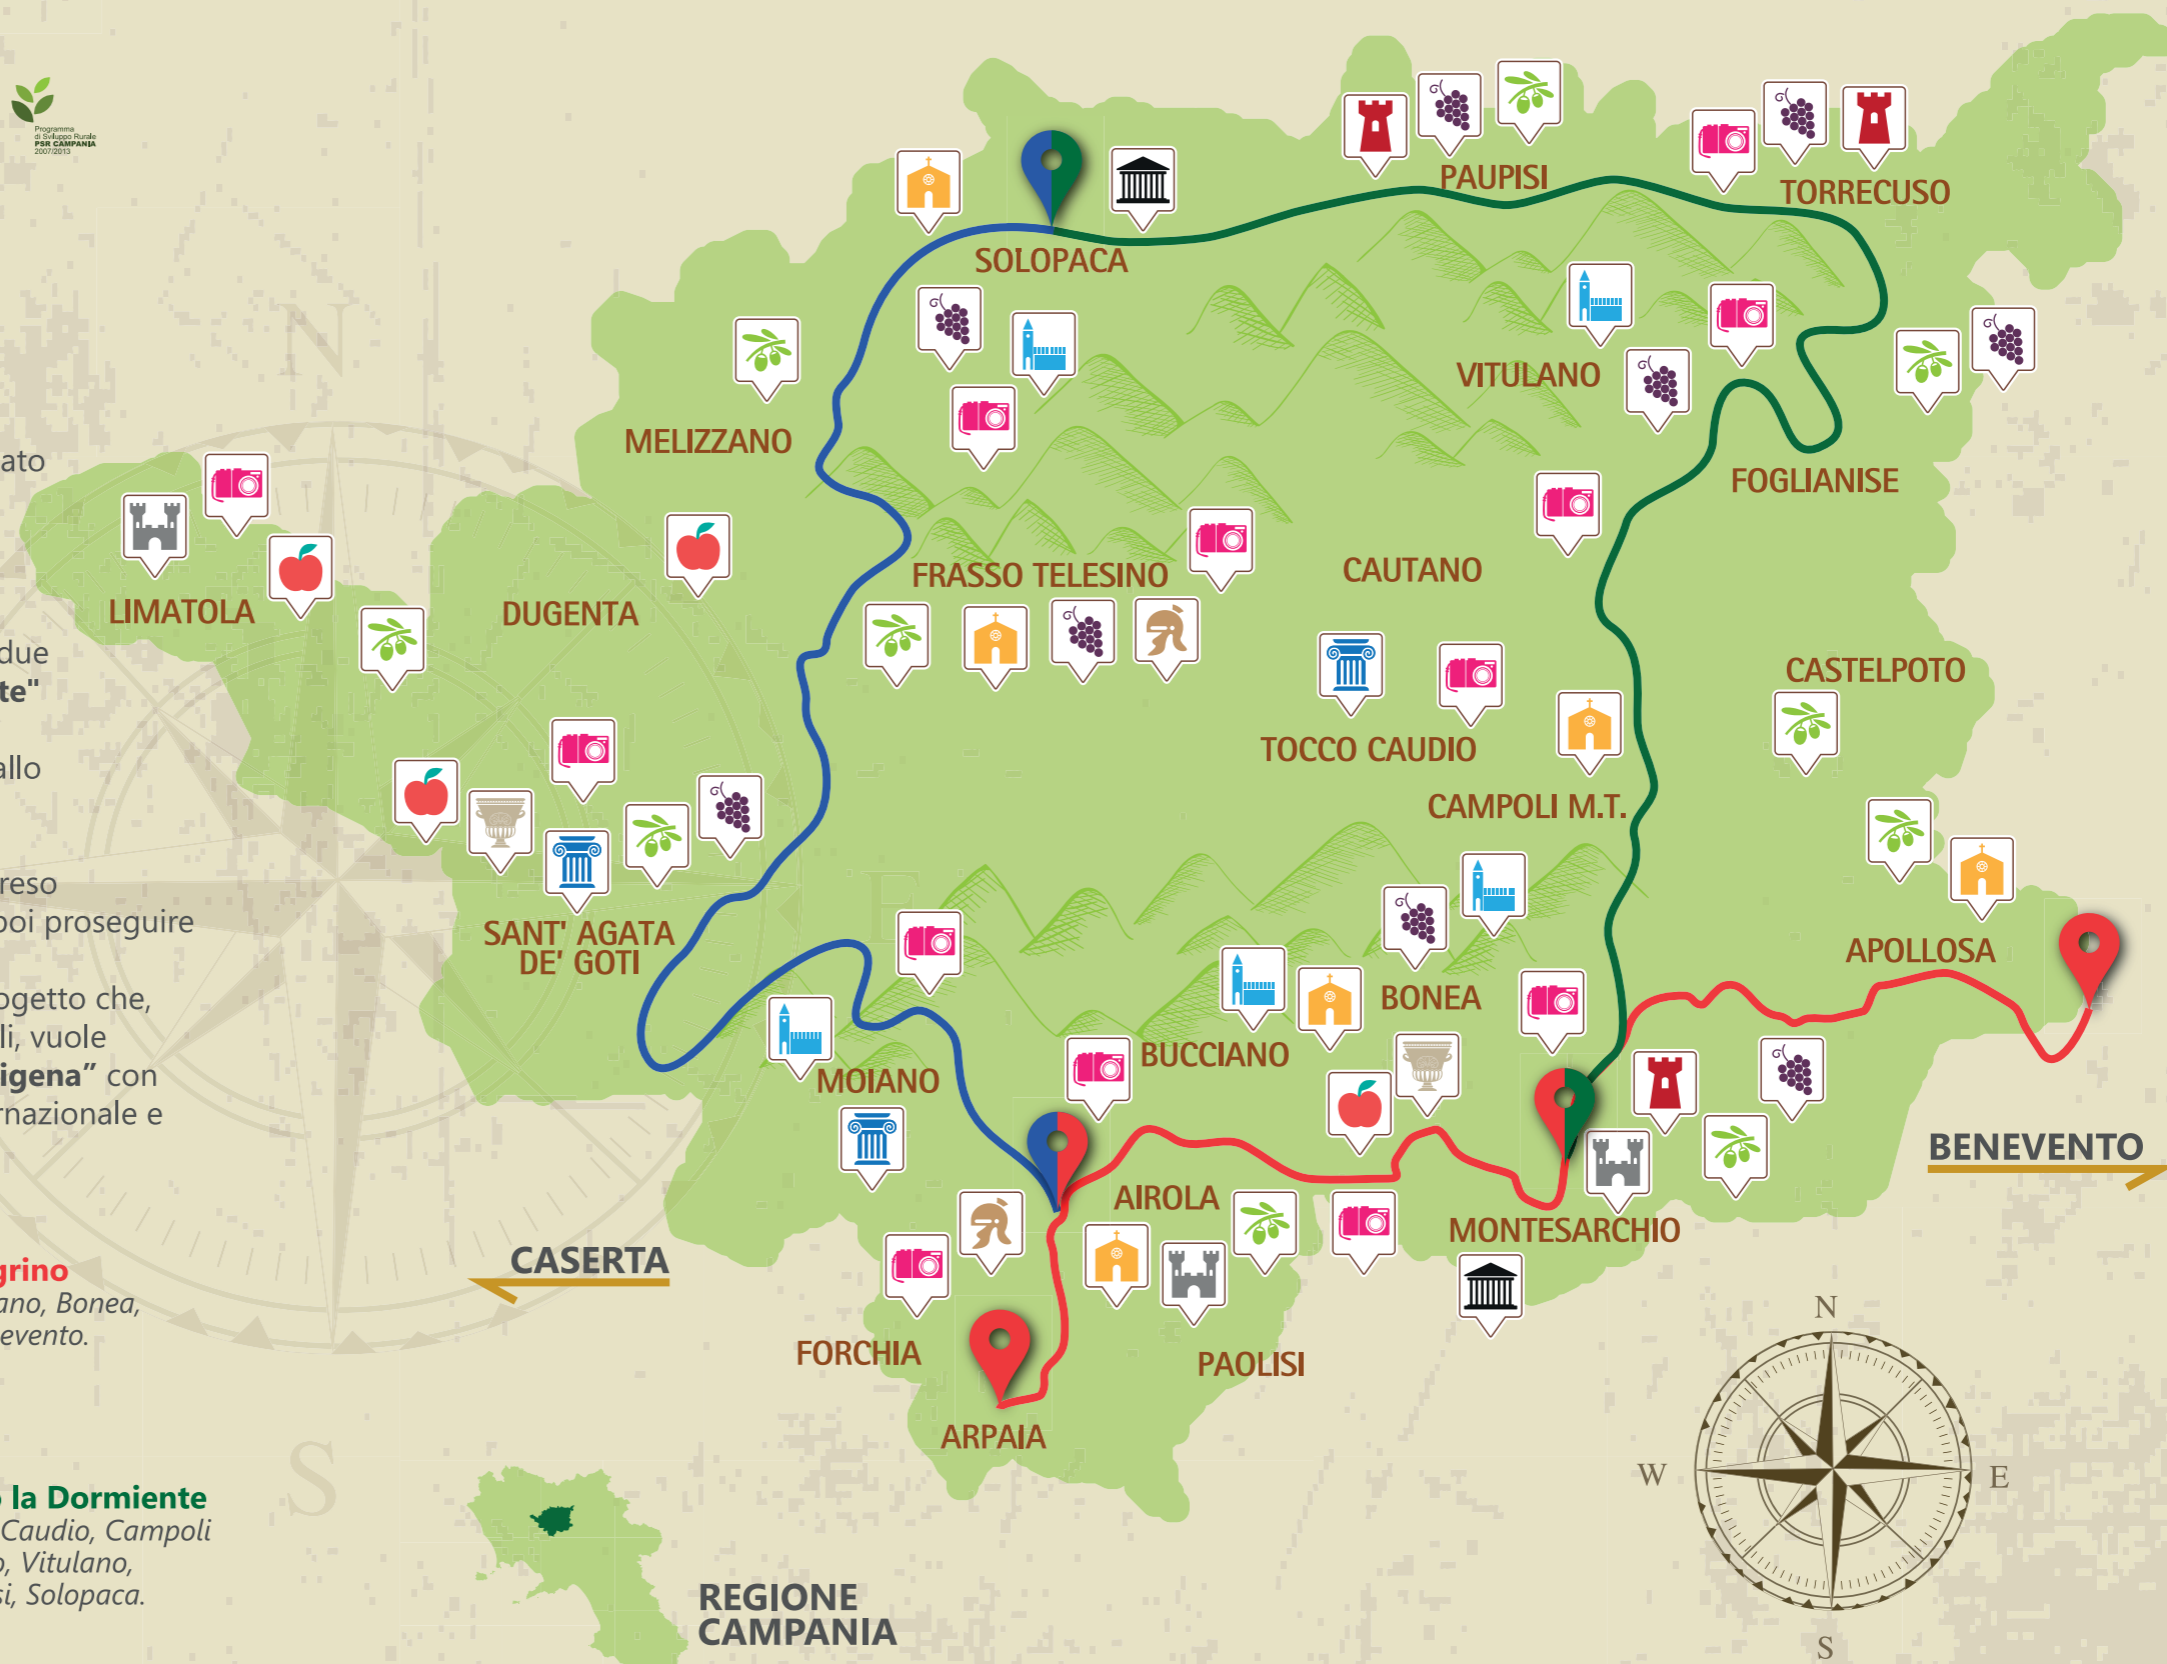 Programma
di Sviluppo Rurale
PSR CAMPANIA
2007/2013
PAUPISI
TORRECUSO
SOLOPACA
VITULANO
MELIZZANO
FOGLIANISE
ato
LIMATOLA
DUGENTA
FRASSO TELESINO
CAUTANO
due
te"
CASTELPOTO
TOCCO CAUDIO
allo
CAMPOLI M.T.
reso
poi proseguire
SANT' AGATA
DE' GOTI
APOLLOSA
ogetto che,
BONEA
li, vuole
BUCCIANO
igena” con
MOIANO
rnazionale e
BENEVENTO
AIROLA
MONTESARCHIO
CASERTA
grino
ano, Bonea,
evento.
FORCHIA
PAOLISI
ARPAIA
N
W
E
S
N
E
S
o la Dormiente
Caudio, Campoli
o, Vitulano,
si, Solopaca.
REGIONE
CAMPANIA